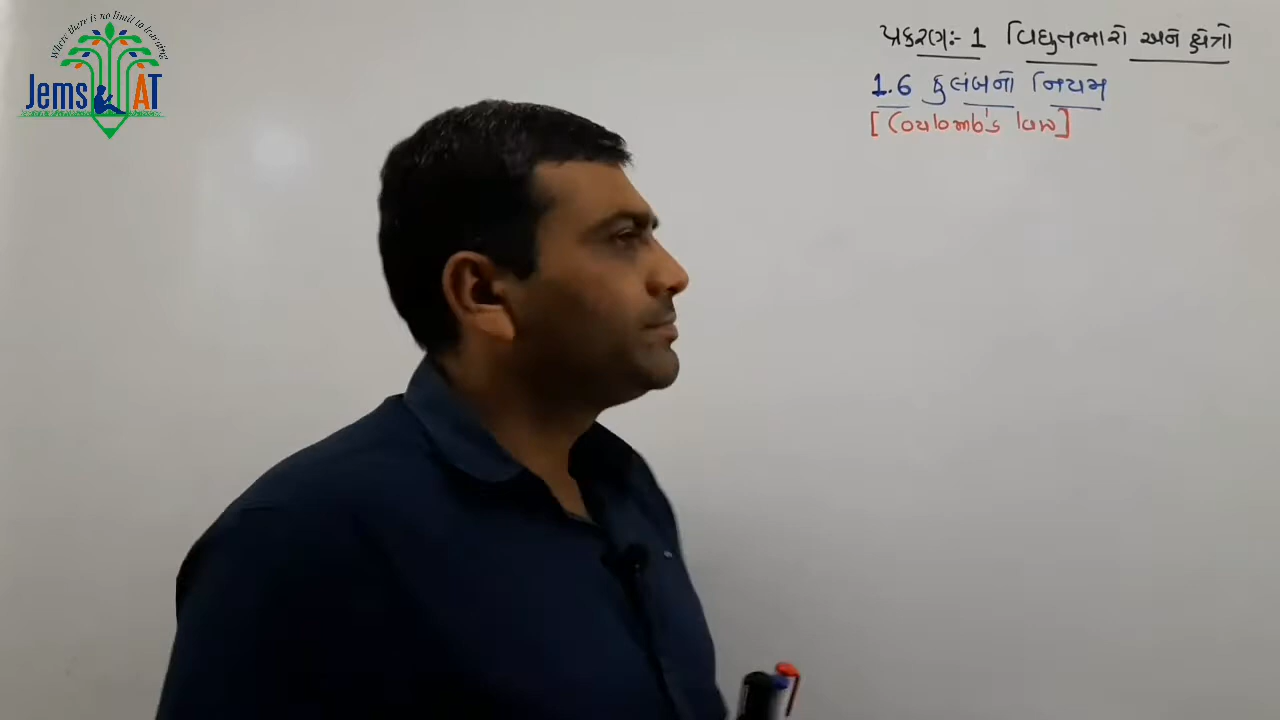 Where there is no limit to learning
Jems AT
પ્રકરણ:- 1 વિદ્યુતભારો અને ક્ષેત્રો
1.6 કુલંબનો નિયમ
[Coulomb's law]